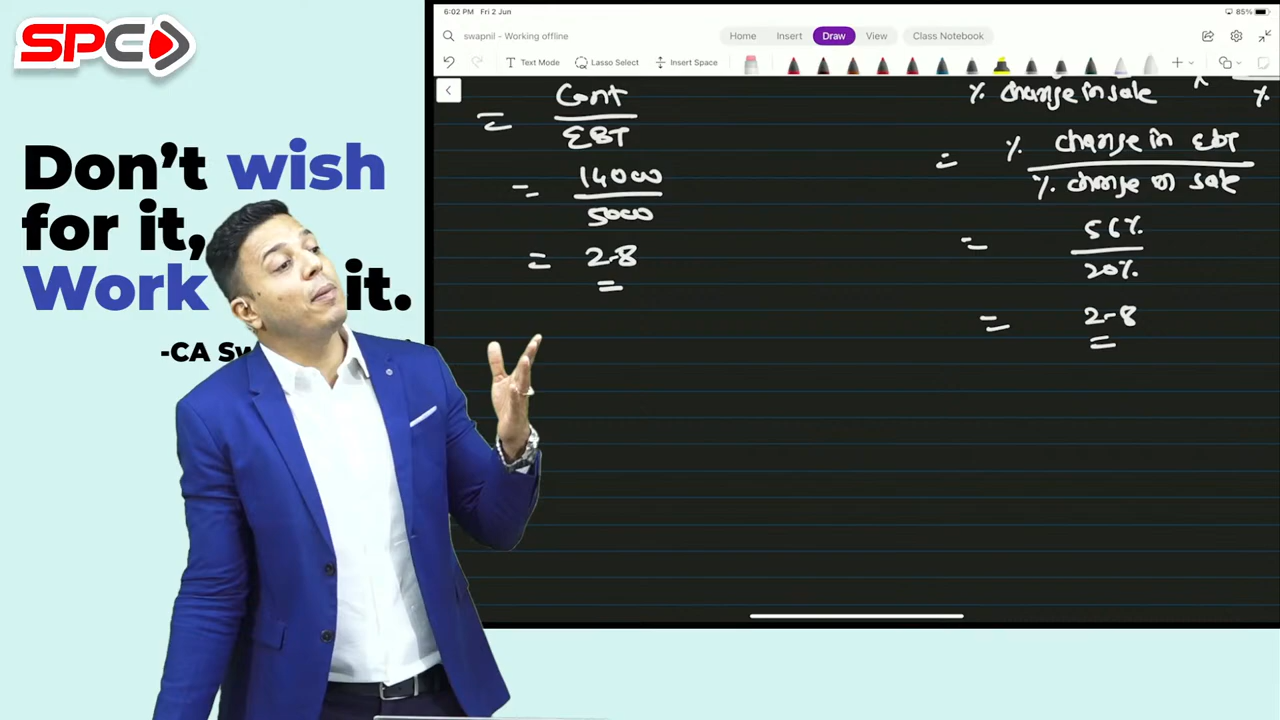 6:02 PM Fri 2 Jun
85%
SPC
swapnil - Working offline
Home Insert Draw View Class Notebook
Text Mode Lasso Select Insert Space
Don't wish
for it,
Work it.
-CA Sw
= Cont
EBT
= 14000
5000
= 2.8
% change in sale × %
= % change in EBT
% change in sale
= 56%
20%
= 2.8